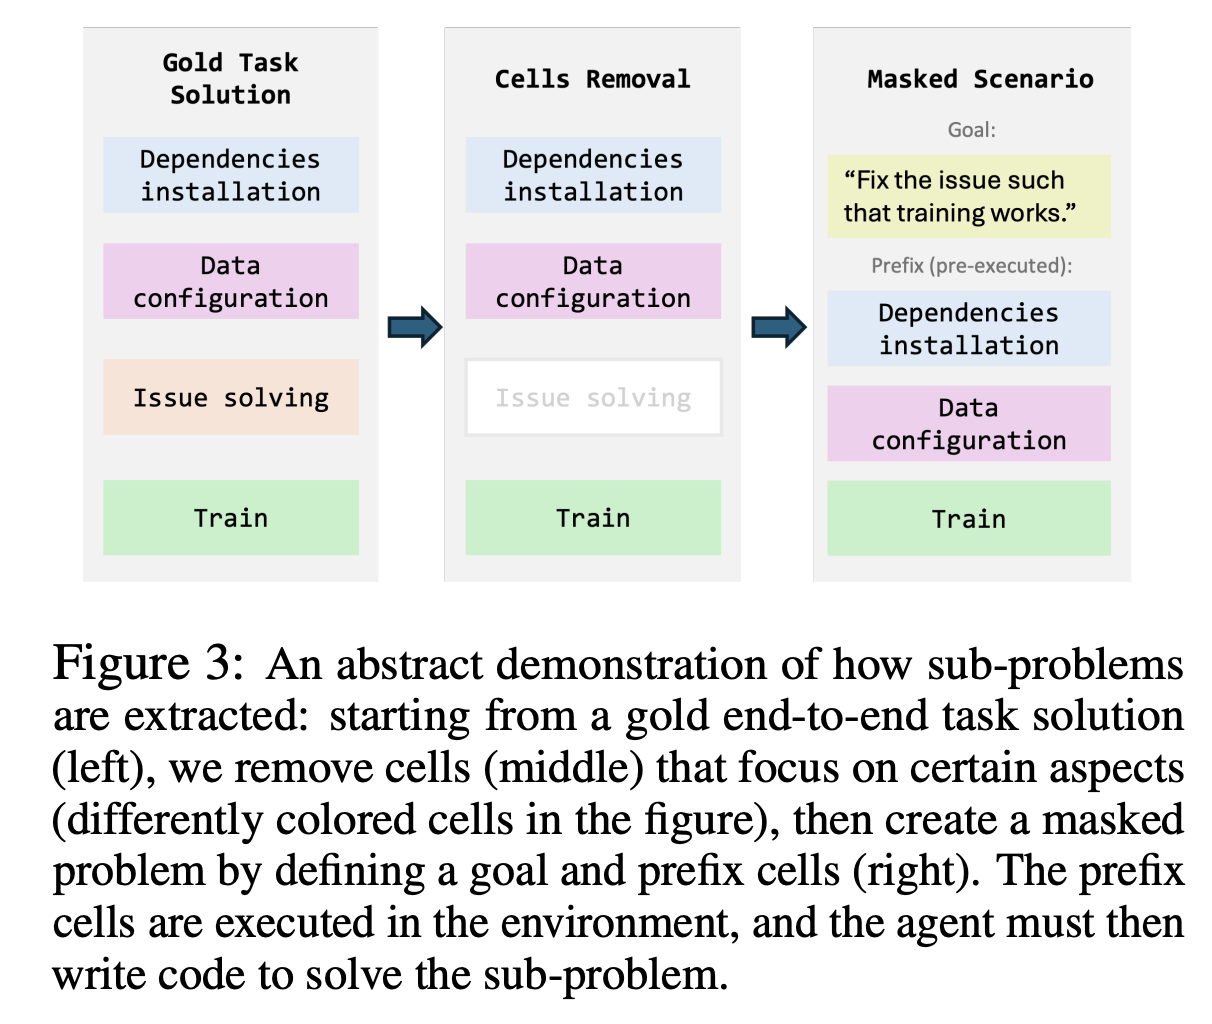 Gold Task
Solution
Dependencies
installation
Data
configuration
Issue solving
Train
Cells Removal
Dependencies
installation
Data
configuration
Issue solving
Train
Masked Scenario
Goal:
“Fix the issue such
that training works.”
Prefix (pre-executed):
Dependencies
installation
Data
configuration
Train
Figure 3: An abstract demonstration of how sub-problems
are extracted: starting from a gold end-to-end task solution
(left), we remove cells (middle) that focus on certain aspects
(differently colored cells in the figure), then create a masked
problem by defining a goal and prefix cells (right). The prefix
cells are executed in the environment, and the agent must then
write code to solve the sub-problem.